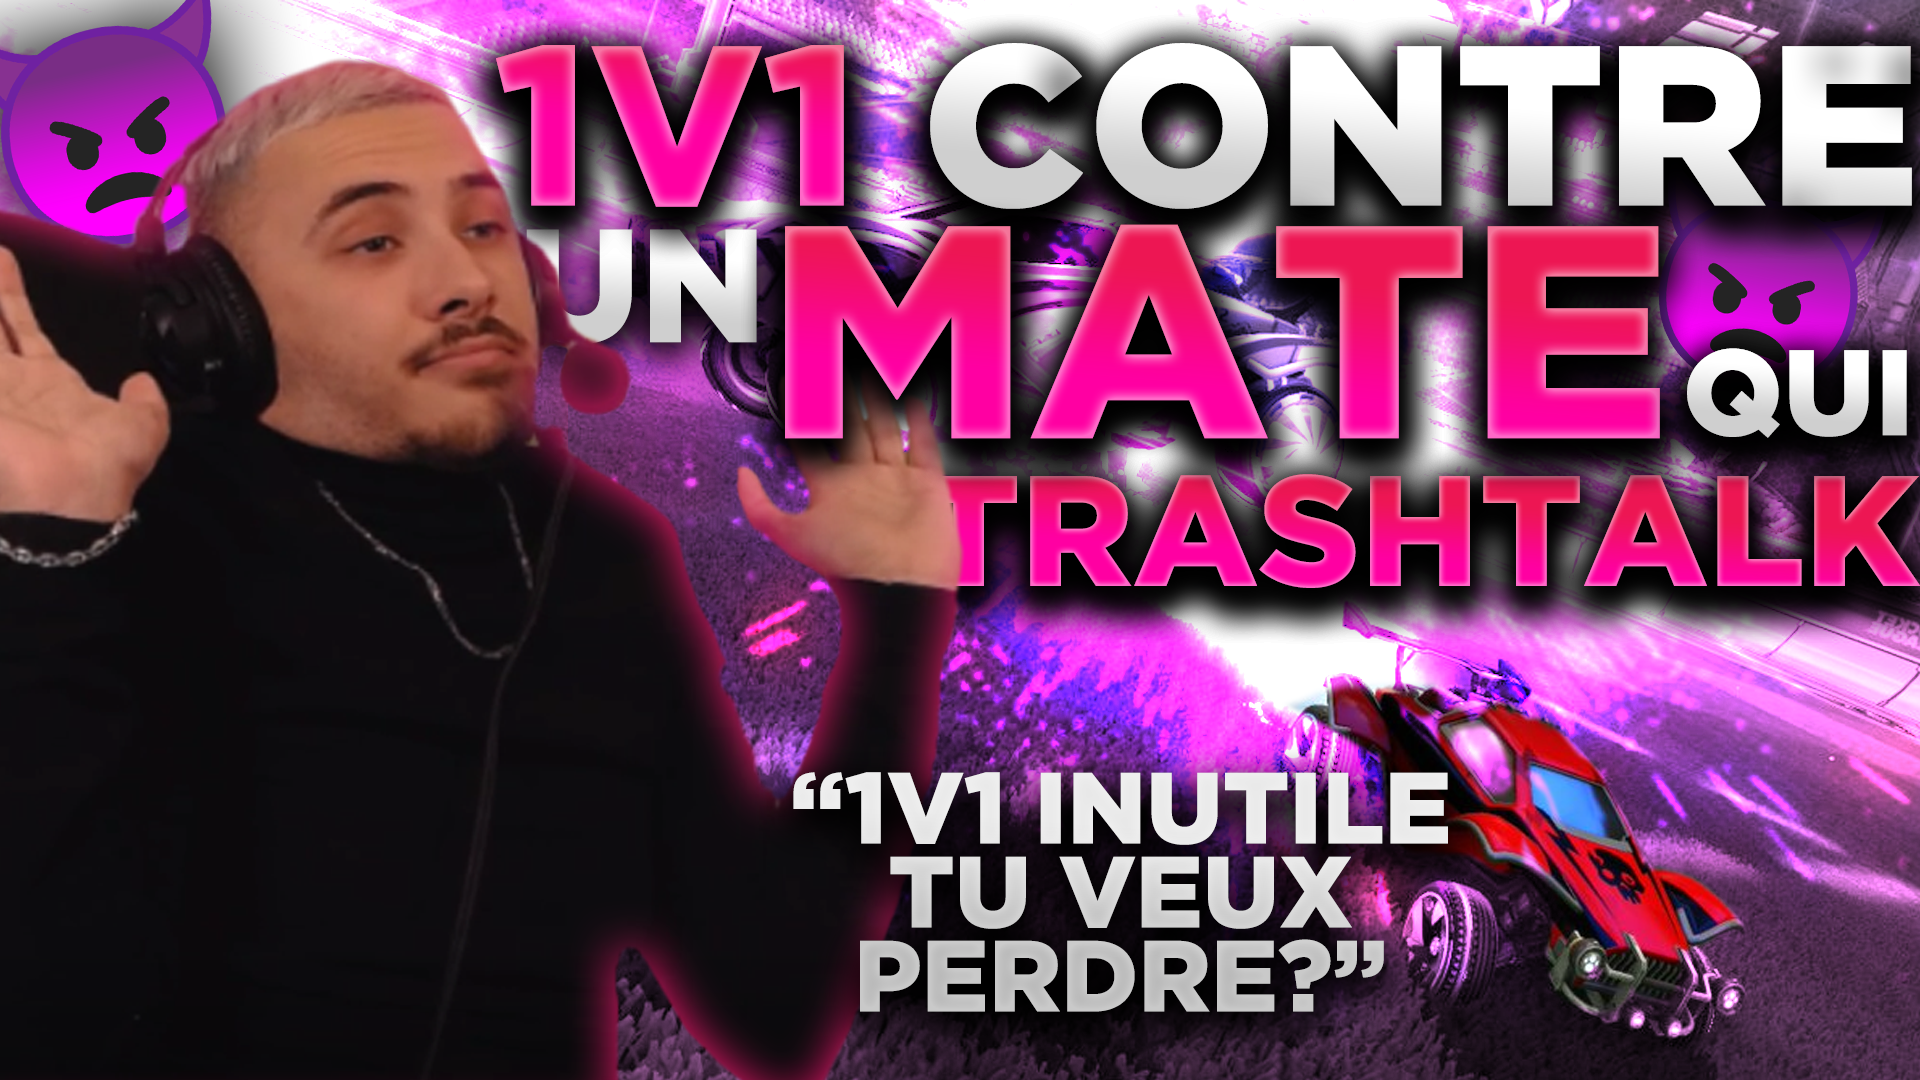 1V1 CONTRE
UN MATE QUI
TRASHTALK
“1V1 INUTILE
TU VEUX
PERDRE?”